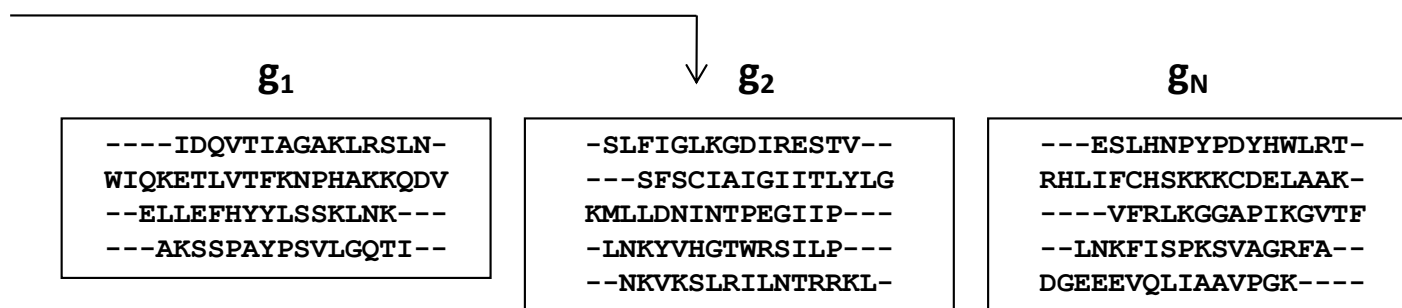 g1
----IDQVTIAGAKLRSLN-
WIQKETLVTFKNPHAKKQDV
--ELLEFHYYLSSKLNK---
---AKSSPAYPSVLGQTI--
g2
-SLFIGLKGDIRESTV--
---SFSCIAIGIITLYLG
KMLLDNINTPEGIIP---
-LNKYVHGTWRSILP---
--NKVKSLRILNTRRKL-
gN
---ESLHNPYPDYHWLRT-
RHLIFCHSKKKCDELAAK-
----VFRLKGGAPIKGVTF
--LNKFISPKSVAGRFA--
DGEEEVQLIAAVPGK----